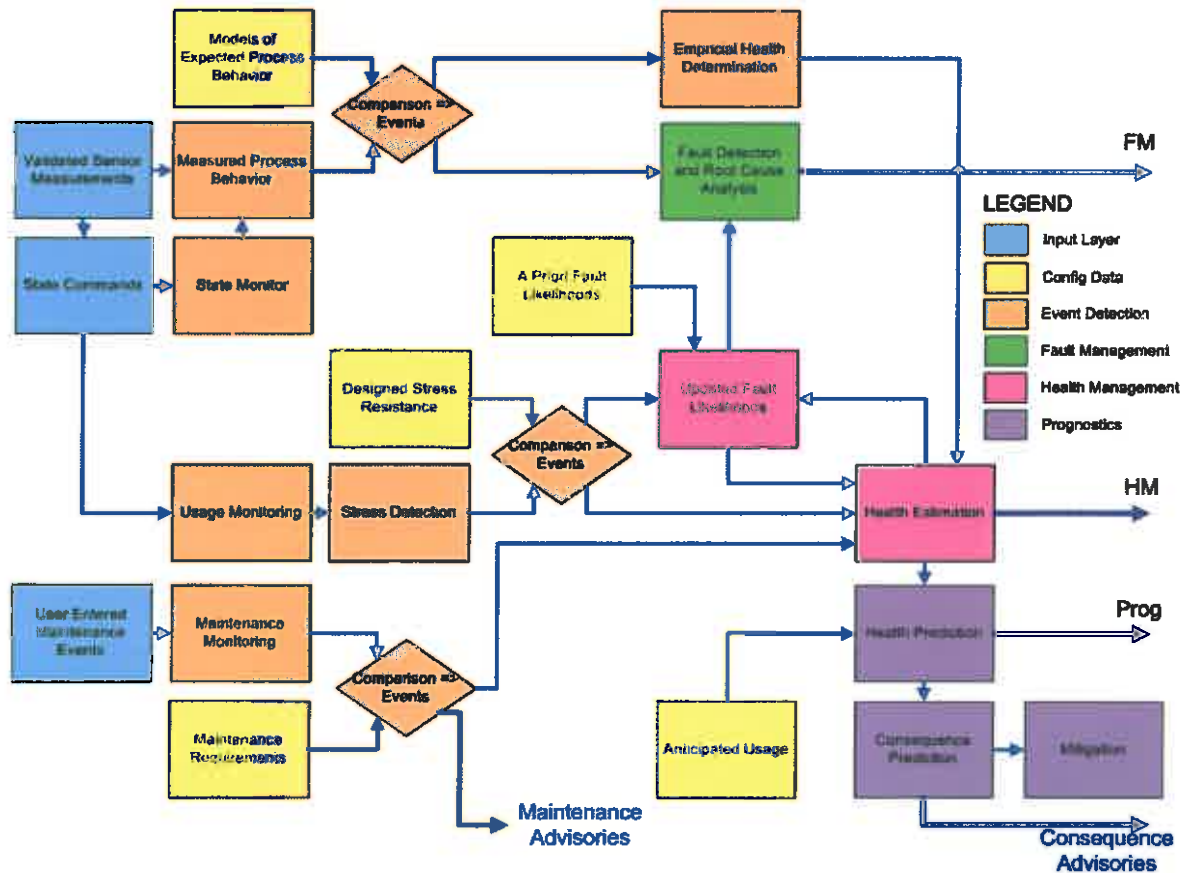 Models of
Expected Process
Behavior
Empricial Health
Determination
Comparison =>
Events
Validated Sensor
Measurements
Measured Process
Behavior
Fault Detection
and Root Cause
Analysis
FM
LEGEND
Input Layer
Config Data
Event Detection
Fault Management
Health Management
Prognostics
State Commands
State Monitor
A Priori Fault
Likelihoods
Designed Stress
Resistance
Updated Fault
Likelihoods
Comparison =>
Events
Usage Monitoring
Stress Detection
Health Estimation
HM
User Entered
Maintenance
Events
Maintenance
Monitoring
Health Prediction
Prog
Comparison =>
Events
Maintenance
Requirements
Anticipated Usage
Consequence
Prediction
Mitigation
Maintenance
Advisories
Consequence
Advisories